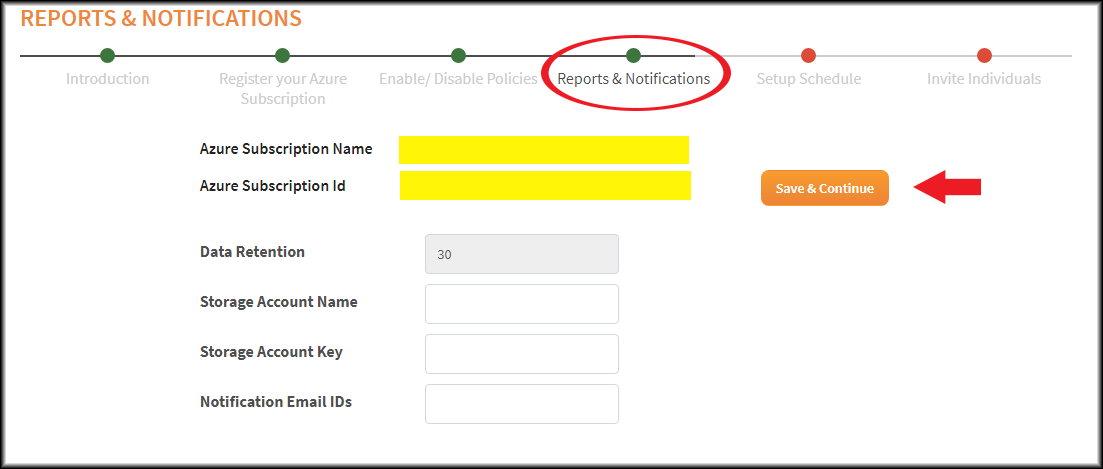 REPORTS & NOTIFICATIONS
Introduction
Register your Azure
Subscription
Enable/ Disable Policies
Reports & Notifications
Setup Schedule
Invite Individuals
Azure Subscription Name
Azure Subscription Id
Save & Continue
Data Retention
30
Storage Account Name
Storage Account Key
Notification Email IDs